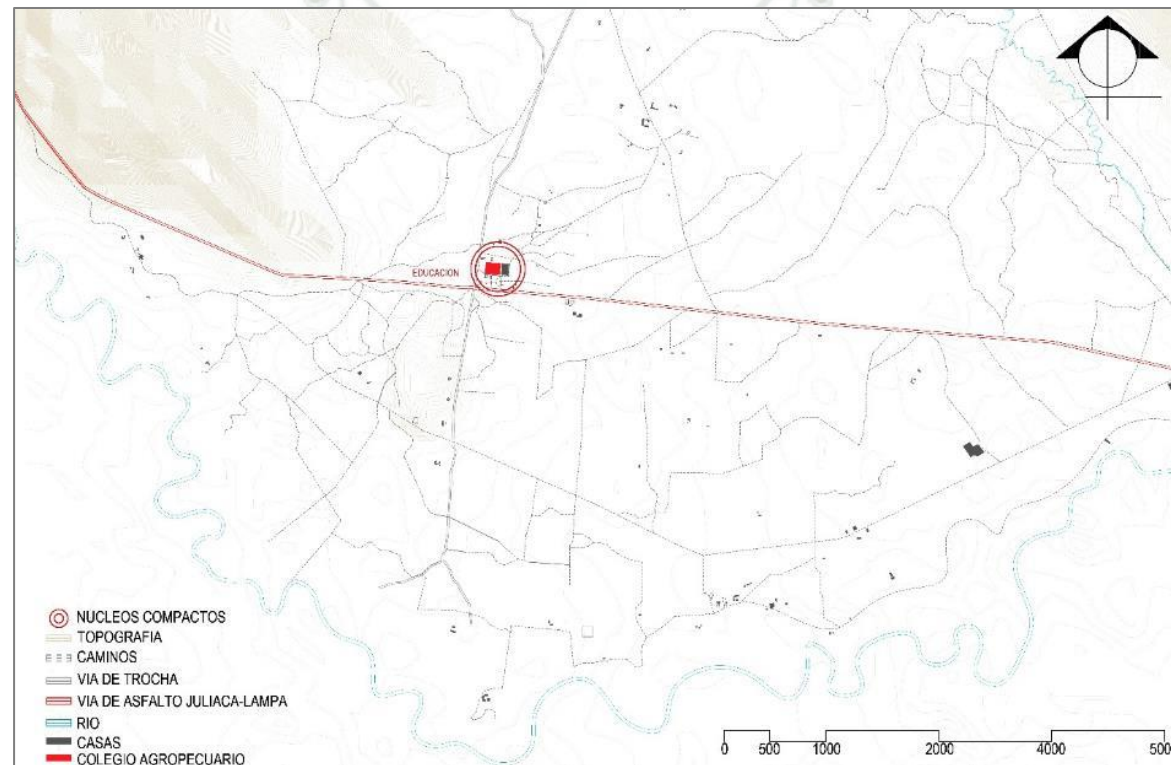 EDUCACION
NUCLEOS COMPACTOS
TOPOGRAFIA
CAMINOS
VIA DE TROCHA
VIA DE ASFALTO JULIACA-LAMPA
RIO
CASAS
COLEGIO AGROPECUARIO
0 500 1000 2000 4000 500